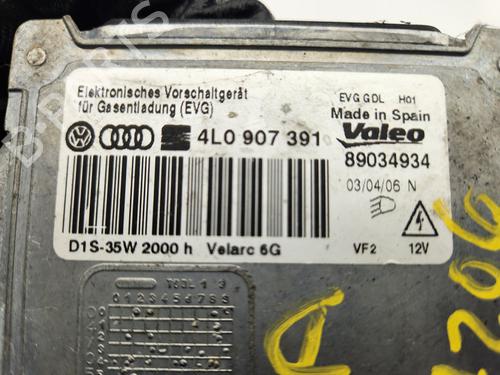 Elektronisches Vorschaltgerät
für Gasentladung (EVG)
EVG GDL H01
Made in Spain
Valeo
4L0 907 391
89034934
03/04/06 N
D1S-35W 2000 h Velarc 6G
VF2 12V